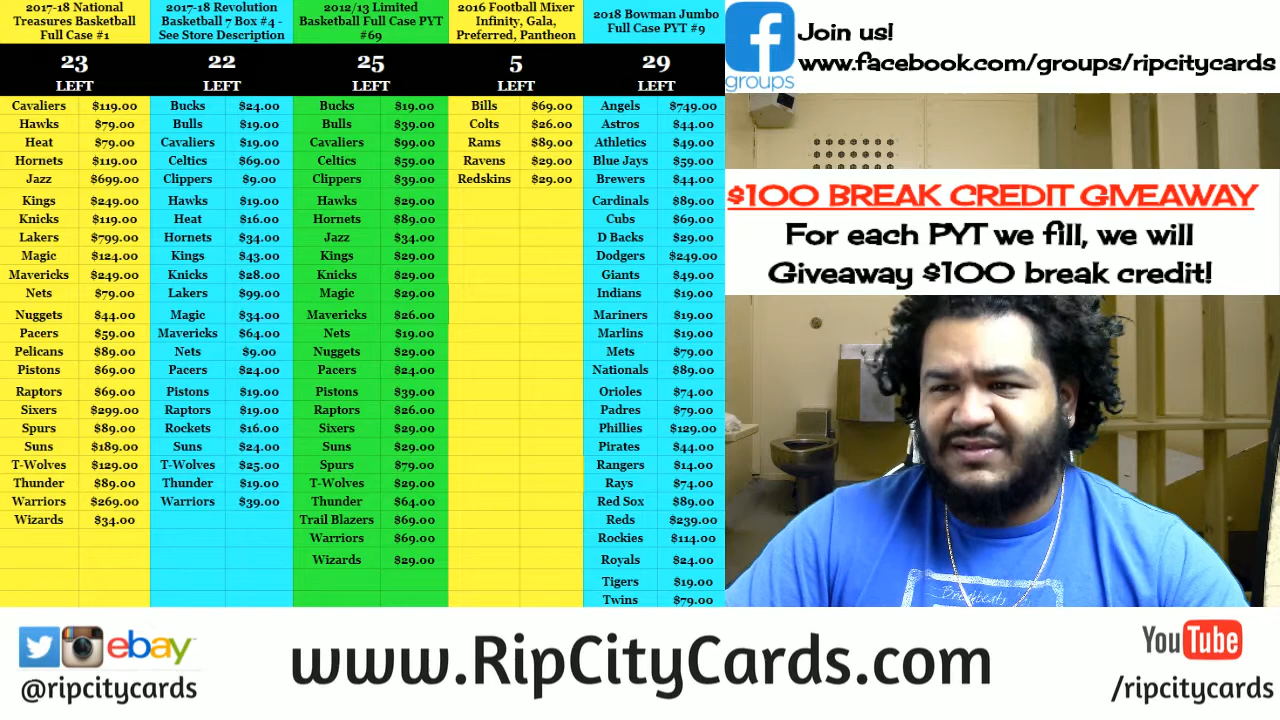 2017-18 National
Treasures Basketball
Full Case #1
23
LEFT
Cavaliers $119.00
Hawks $79.00
Heat $79.00
Hornets $119.00
Jazz $699.00
Kings $249.00
Knicks $119.00
Lakers $799.00
Magic $124.00
Mavericks $249.00
Nets $79.00
Nuggets $44.00
Pacers $59.00
Pelicans $89.00
Pistons $69.00
Raptors $69.00
Sixers $299.00
Spurs $89.00
Suns $189.00
T-Wolves $129.00
Thunder $89.00
Warriors $269.00
Wizards $34.00
2017-18 Revolution
Basketball 7 Box #4 -
See Store Description
22
LEFT
Bucks $24.00
Bulls $19.00
Cavaliers $19.00
Celtics $69.00
Clippers $9.00
Hawks $19.00
Heat $16.00
Hornets $34.00
Kings $43.00
Knicks $28.00
Lakers $99.00
Magic $34.00
Mavericks $64.00
Nets $9.00
Pacers $24.00
Pistons $19.00
Raptors $19.00
Rockets $16.00
Suns $24.00
T-Wolves $25.00
Thunder $19.00
Warriors $39.00
2012/13 Limited
Basketball Full Case PYT
#69
25
LEFT
Bucks $19.00
Bulls $39.00
Cavaliers $99.00
Celtics $59.00
Clippers $39.00
Hawks $29.00
Hornets $89.00
Jazz $34.00
Kings $29.00
Knicks $29.00
Magic $29.00
Mavericks $26.00
Nets $19.00
Nuggets $29.00
Pacers $24.00
Pistons $39.00
Raptors $26.00
Sixers $29.00
Suns $29.00
Spurs $79.00
T-Wolves $29.00
Thunder $64.00
Trail Blazers $69.00
Warriors $69.00
Wizards $29.00
2016 Football Mixer
Infinity, Gala,
Preferred, Pantheon
5
LEFT
Bills $69.00
Colts $26.00
Rams $89.00
Ravens $29.00
Redskins $29.00
2018 Bowman Jumbo
Full Case PYT #9
29
LEFT
Angels $749.00
Astros $44.00
Athletics $49.00
Blue Jays $59.00
Brewers $44.00
Cardinals $89.00
Cubs $69.00
D Backs $29.00
Dodgers $249.00
Giants $49.00
Indians $19.00
Mariners $19.00
Marlins $19.00
Mets $79.00
Nationals $89.00
Orioles $74.00
Padres $79.00
Phillies $129.00
Pirates $44.00
Rangers $14.00
Rays $74.00
Red Sox $89.00
Reds $239.00
Rockies $114.00
Royals $24.00
Tigers $19.00
Twins $79.00
groups
Join us!
www.facebook.com/groups/ripcitycards
$100 BREAK CREDIT GIVEAWAY
For each PYT we fill, we will
Giveaway $100 break credit!
Breakbeats
ebay
@ripcitycards
www.RipCityCards.com
YouTube
/ripcitycards